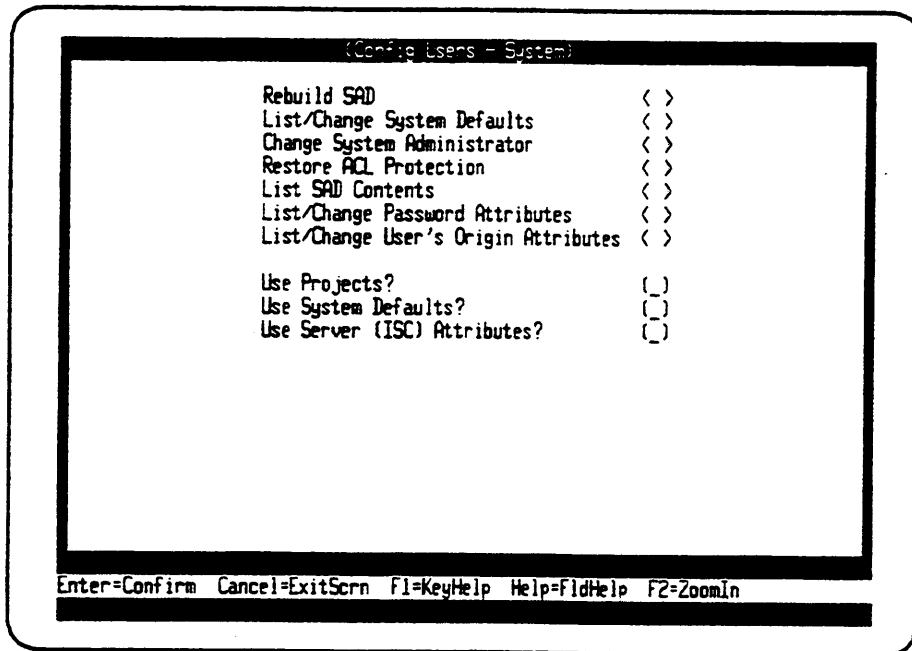 (Config Users - System)
Rebuild SAD < >
List/Change System Defaults < >
Change System Administrator < >
Restore ACL Protection < >
List SAD Contents < >
List/Change Password Attributes < >
List/Change User's Origin Attributes < >
Use Projects? [_]
Use System Defaults? [_]
Use Server (ISC) Attributes? [_]
Enter=Confirm Cancel=ExitScrn F1=KeyHelp Help=FldHelp F2=ZoomIn